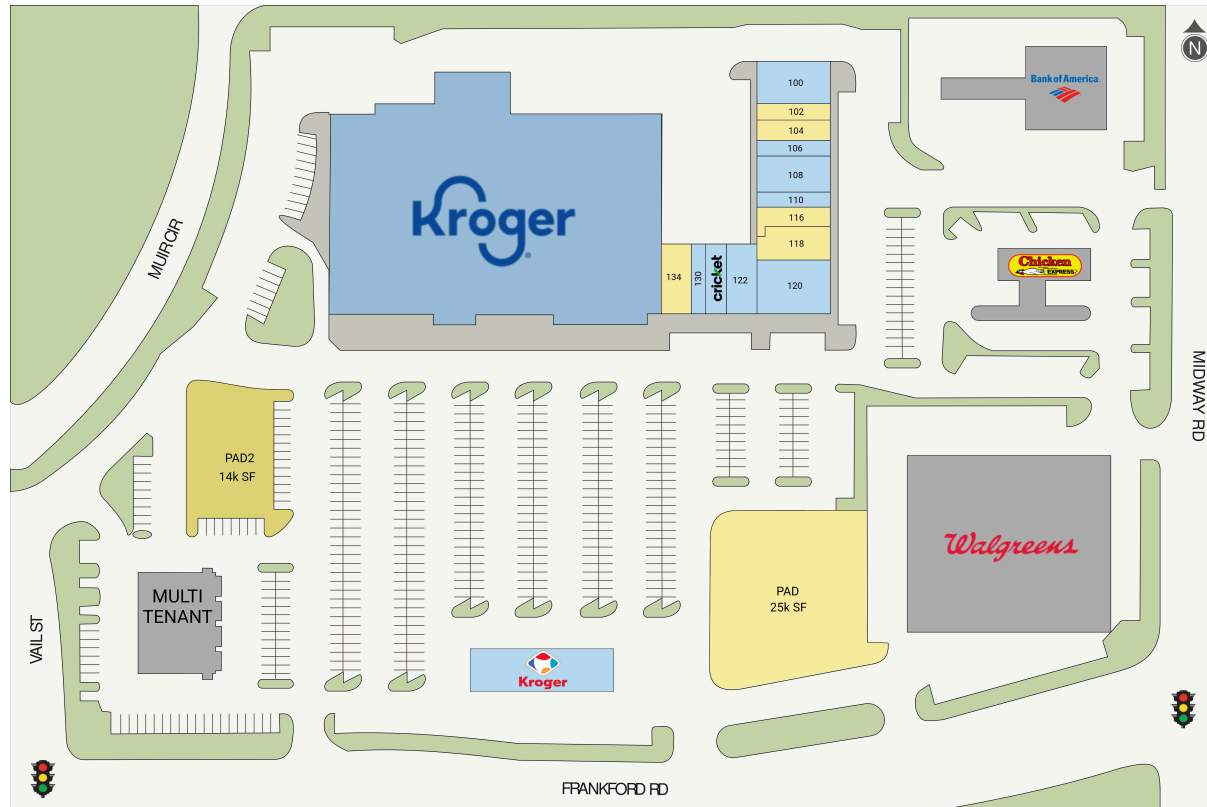 N
Bank of America
100
102
104
106
108
110
116
118
120
122
cricket
130
134
Kroger
Chicken
EXPRESS
MUIR CIR
MIDWAY RD
PAD2
14k SF
Walgreens
PAD
25k SF
MULTI
TENANT
VAIL ST
Kroger
FRANKFORD RD